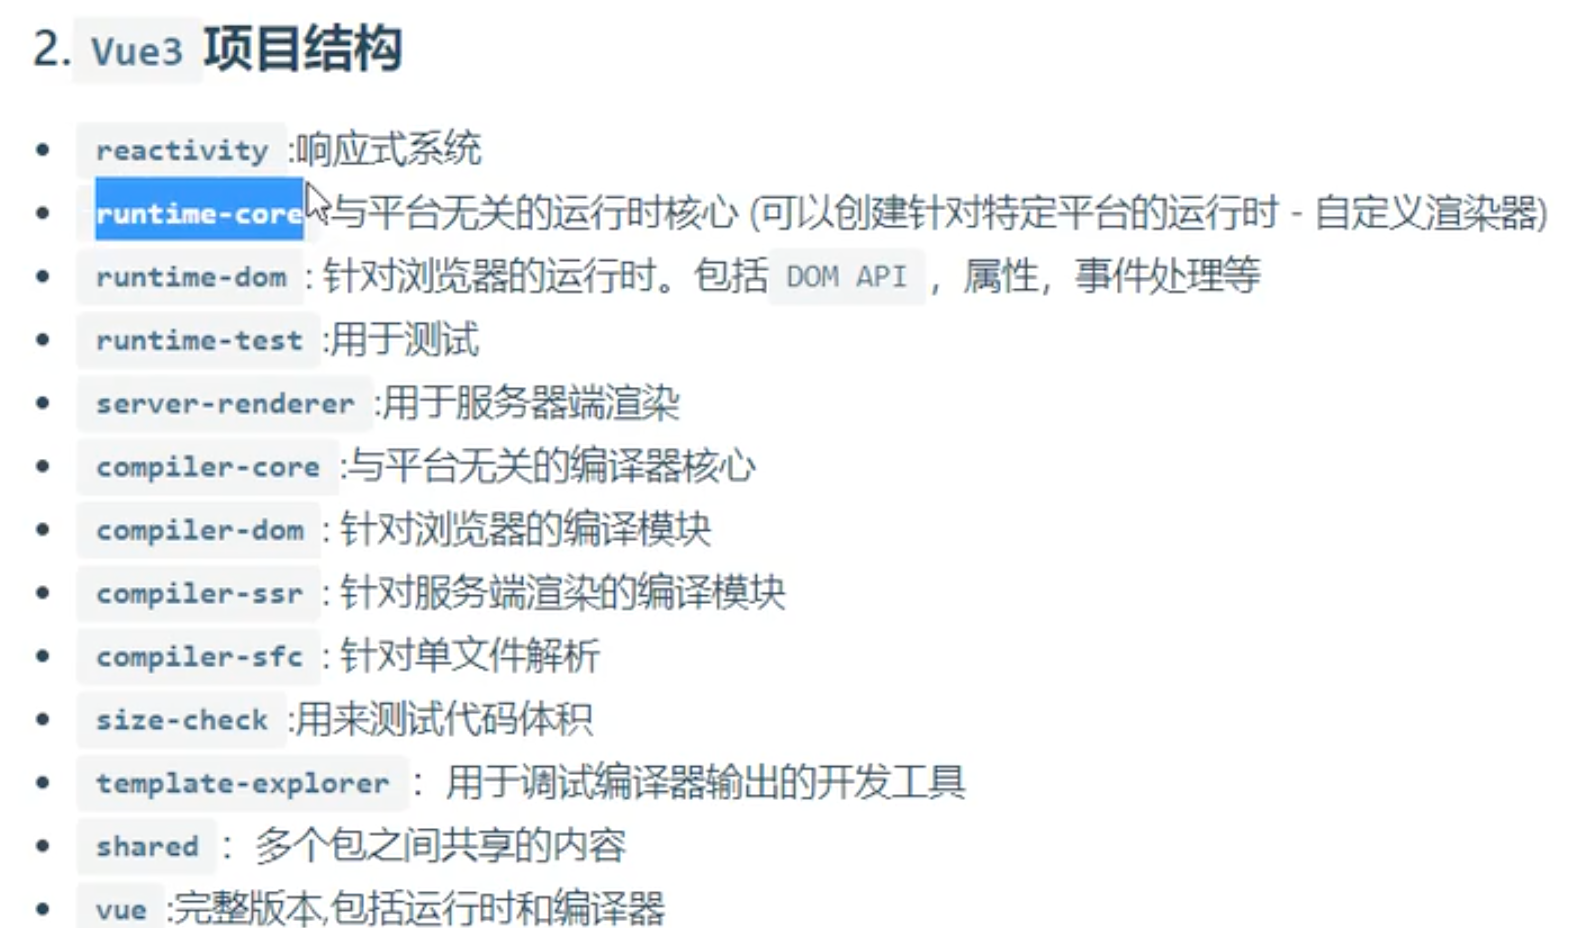 2. Vue3 项目结构
reactivity :响应式系统
runtime-core :与平台无关的运行时核心 (可以创建针对特定平台的运行时 - 自定义渲染器)
runtime-dom : 针对浏览器的运行时。包括 DOM API ，属性，事件处理等
runtime-test :用于测试
server-renderer :用于服务器端渲染
compiler-core :与平台无关的编译器核心
compiler-dom : 针对浏览器的编译模块
compiler-ssr : 针对服务端渲染的编译模块
compiler-sfc : 针对单文件解析
size-check :用来测试代码体积
template-explorer ：用于调试编译器输出的开发工具
shared ：多个包之间共享的内容
vue :完整版本,包括运行时和编译器